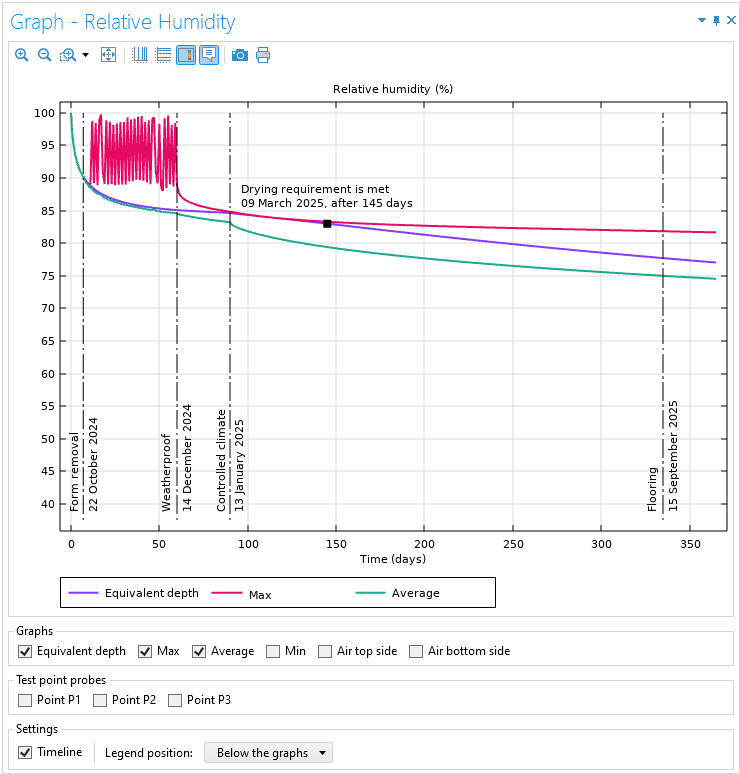 Graph - Relative Humidity
Relative humidity (%)
100
95
90
85
80
75
70
65
60
55
50
45
40
Drying requirement is met
09 March 2025, after 145 days
Form removal
22 October 2024
Weatherproof
14 December 2024
Controlled climate
13 January 2025
Flooring
15 September 2025
0 50 100 150 200 250 300 350
Time (days)
Equivalent depth Max Average
Graphs
Equivalent depth Max Average Min Air top side Air bottom side
Test point probes
Point P1 Point P2 Point P3
Settings
Timeline Legend position: Below the graphs